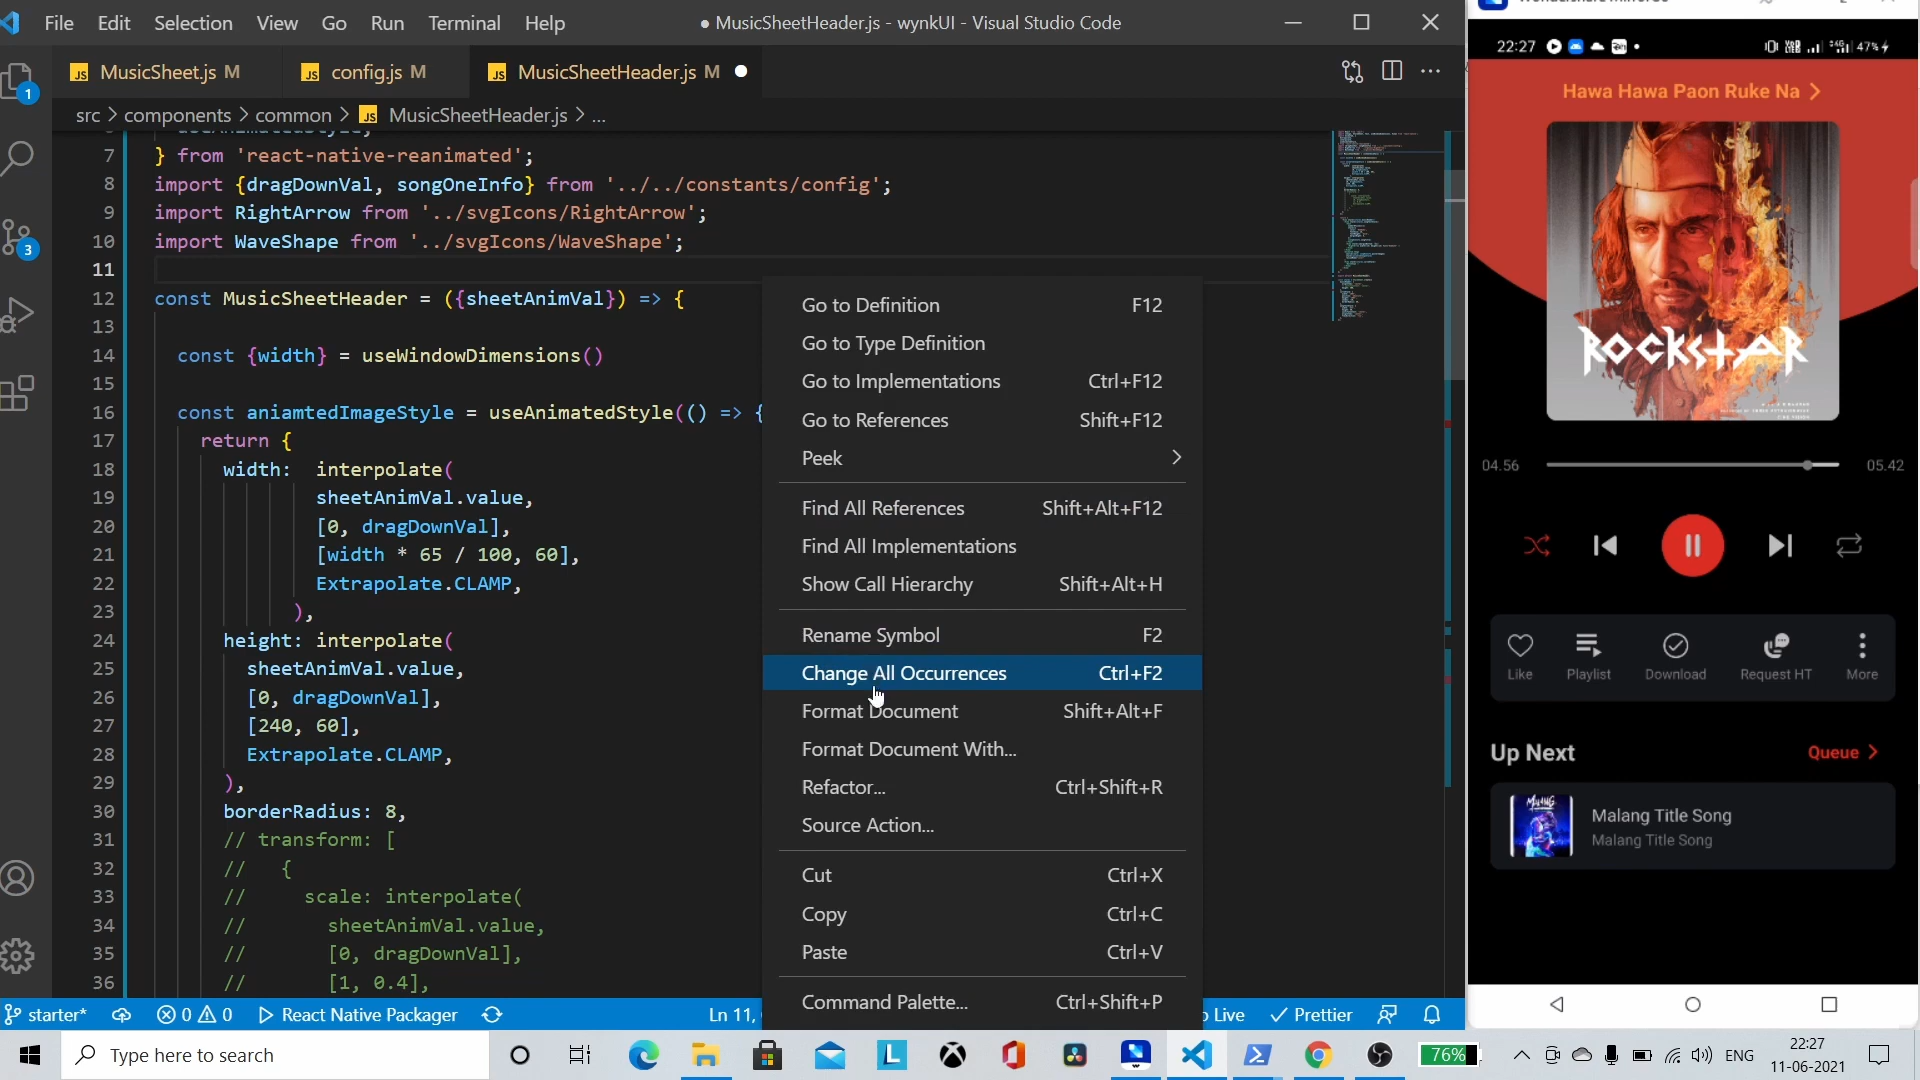 File Edit Selection View Go Run Terminal Help
● MusicSheetHeader.js - wynkUI - Visual Studio Code
JS MusicSheet.js M
JS config.js M
JS MusicSheetHeader.js M
src > components > common > JS MusicSheetHeader.js > ...
1
3
7 } from 'react-native-reanimated';
8 import {dragDownVal, songOneInfo} from '../../constants/config';
9 import RightArrow from '../svgIcons/RightArrow';
10 import WaveShape from '../svgIcons/WaveShape';
11
12 const MusicSheetHeader = ({sheetAnimVal}) => {
13
14 const {width} = useWindowDimensions()
15
16 const aniamtedImageStyle = useAnimatedStyle(() => {
17 return {
18 width: interpolate(
19 sheetAnimVal.value,
20 [0, dragDownVal],
21 [width * 65 / 100, 60],
22 Extrapolate.CLAMP,
23 ),
24 height: interpolate(
25 sheetAnimVal.value,
26 [0, dragDownVal],
27 [240, 60],
28 Extrapolate.CLAMP,
29 ),
30 borderRadius: 8,
31 // transform: [
32 // {
33 // scale: interpolate(
34 // sheetAnimVal.value,
35 // [0, dragDownVal],
36 // [1, 0.4],
Go to Definition F12
Go to Type Definition
Go to Implementations Ctrl+F12
Go to References Shift+F12
Peek >
Find All References Shift+Alt+F12
Find All Implementations
Show Call Hierarchy Shift+Alt+H
Rename Symbol F2
Change All Occurrences Ctrl+F2
Format Document Shift+Alt+F
Format Document With...
Refactor... Ctrl+Shift+R
Source Action...
Cut Ctrl+X
Copy Ctrl+C
Paste Ctrl+V
Command Palette... Ctrl+Shift+P
starter* 0 0 React Native Packager Ln 11, Live Prettier
Type here to search
76%
ENG
22:27
11-06-2021
22:27
47%
Hawa Hawa Paon Ruke Na >
ROCKSTAR
04.56
05.42
Like
Playlist
Download
Request HT
More
Up Next
Queue >
MALANG
Malang Title Song
Malang Title Song